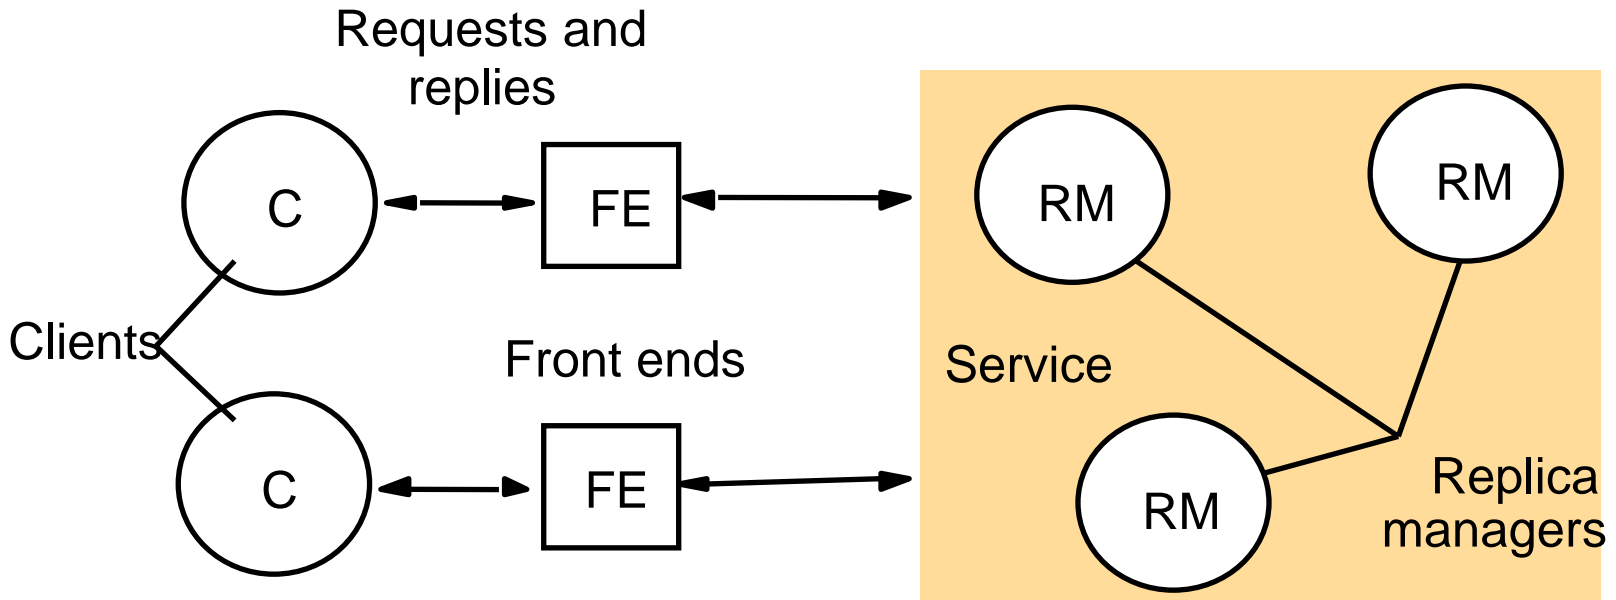 Requests and
replies
C
FE
RM
RM
Clients
Front ends
Service
C
FE
RM
Replica
managers